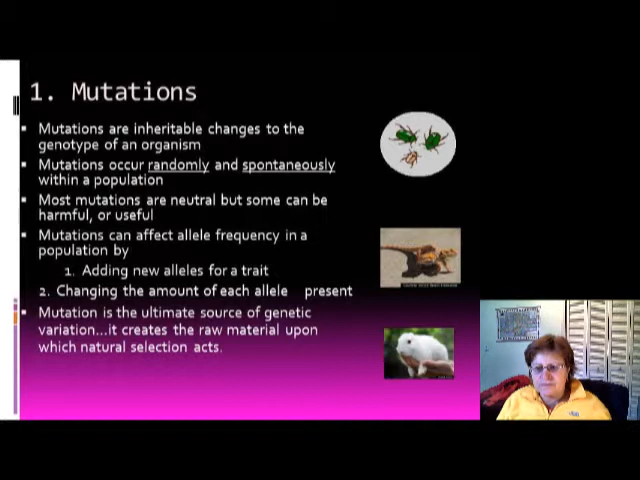 1. Mutations
Mutations are inheritable changes to the
genotype of an organism
Mutations occur randomly and spontaneously
within a population
Most mutations are neutral but some can be
harmful, or useful
Mutations can affect allele frequency in a
population by
1. Adding new alleles for a trait
2. Changing the amount of each allele present
Mutation is the ultimate source of genetic
variation...it creates the raw material upon
which natural selection acts.